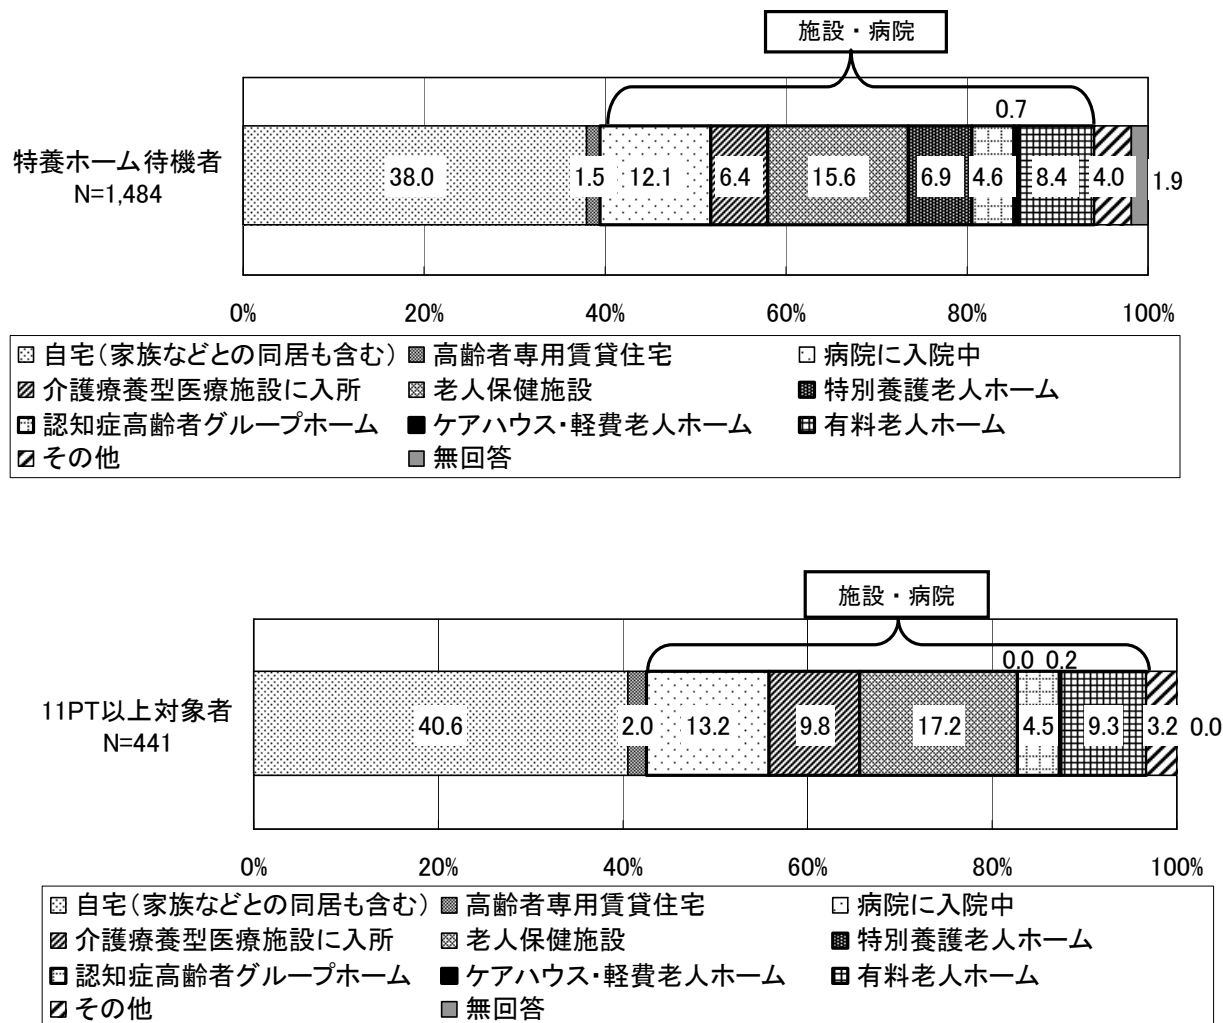 施設・病院
0.7
特養ホーム待機者
N=1,484
38.0 1.5 12.1 6.4 15.6 6.9 4.6 8.4 4.0 1.9
0% 20% 40% 60% 80% 100%
自宅(家族などとの同居も含む) 高齢者専用賃貸住宅 病院に入院中
介護療養型医療施設に入所 老人保健施設 特別養護老人ホーム
認知症高齢者グループホーム ケアハウス・軽費老人ホーム 有料老人ホーム
その他 無回答
施設・病院
0.0 0.2
11PT以上対象者
N=441
40.6 2.0 13.2 9.8 17.2 4.5 9.3 3.2 0.0
0% 20% 40% 60% 80% 100%
自宅(家族などとの同居も含む) 高齢者専用賃貸住宅 病院に入院中
介護療養型医療施設に入所 老人保健施設 特別養護老人ホーム
認知症高齢者グループホーム ケアハウス・軽費老人ホーム 有料老人ホーム
その他 無回答